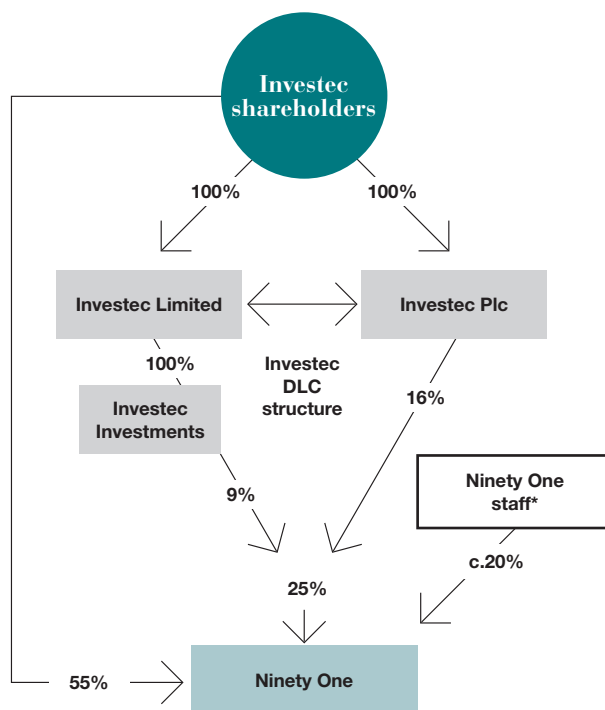 Investec
shareholders
100%
100%
Investec Limited
Investec Plc
100%
Investec
DLC
structure
Investec
Investments
16%
9%
Ninety One
staff*
c.20%
25%
55%
Ninety One